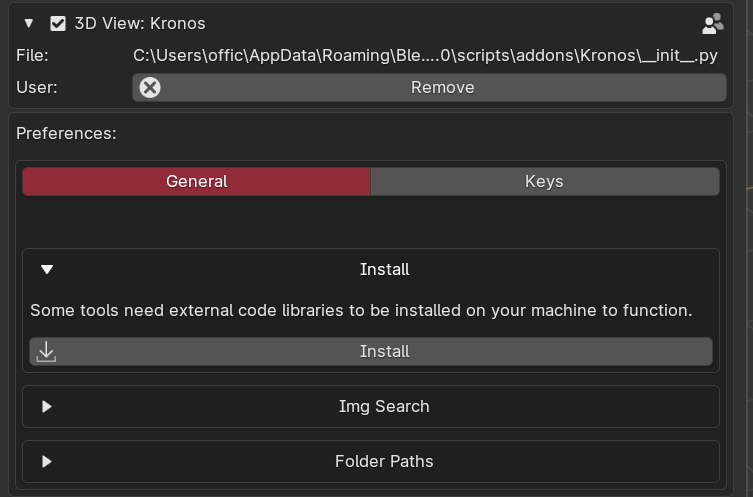 3D View: Kronos
File: C:\Users\offic\AppData\Roaming\Ble....0\scripts\addons\Kronos\__init__.py
User: Remove
Preferences:
General Keys
Install
Some tools need external code libraries to be installed on your machine to function.
Install
Img Search
Folder Paths